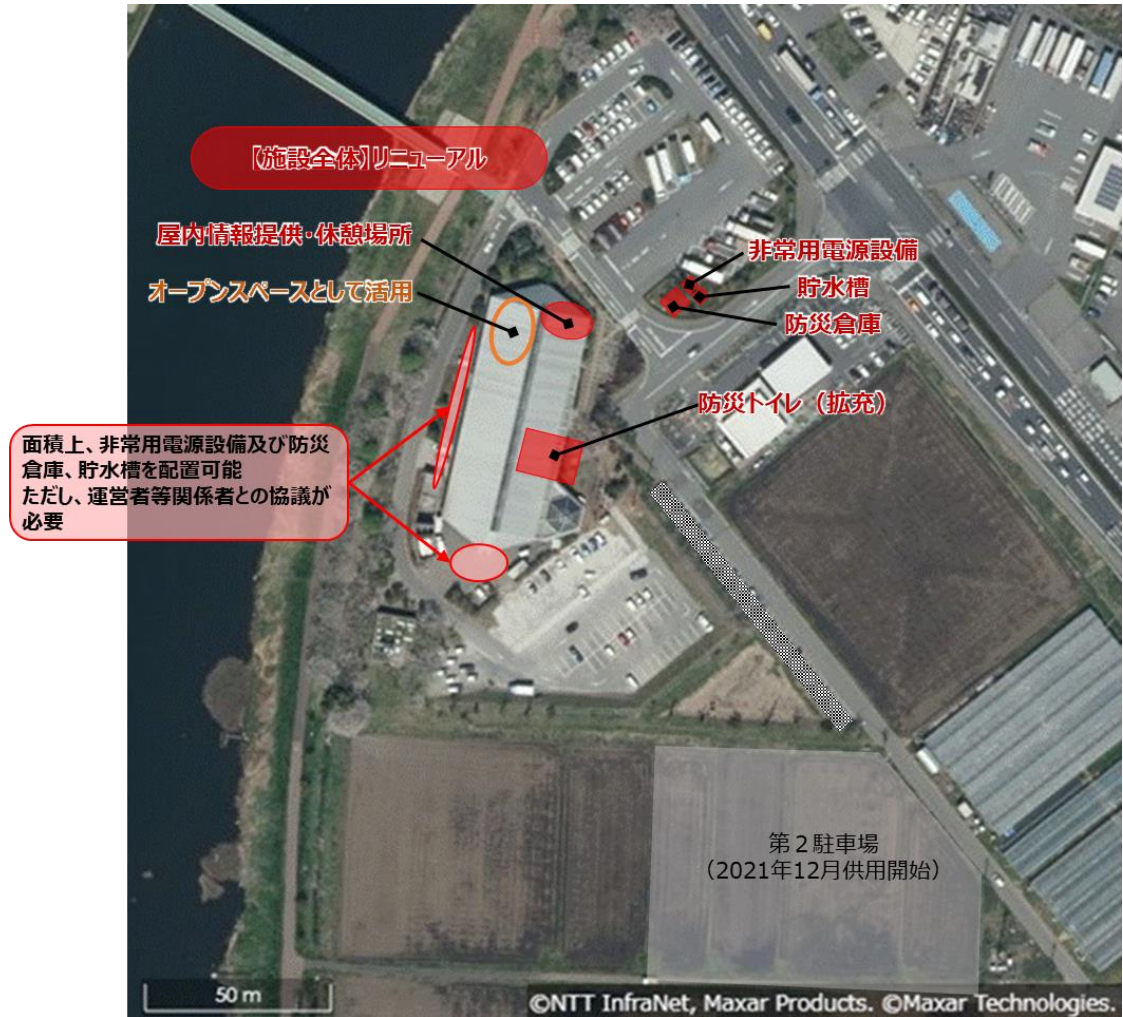 【施設全体】リニューアル
屋内情報提供・休憩場所
オープンスペースとして活用
非常用電源設備
貯水槽
防災倉庫
防災トイレ（拡充）
面積上、非常用電源設備及び防災
倉庫、貯水槽を配置可能
ただし、運営者等関係者との協議が
必要
第２駐車場
（2021年12月供用開始）
50 m
©NTT InfraNet, Maxar Products. ©Maxar Technologies.